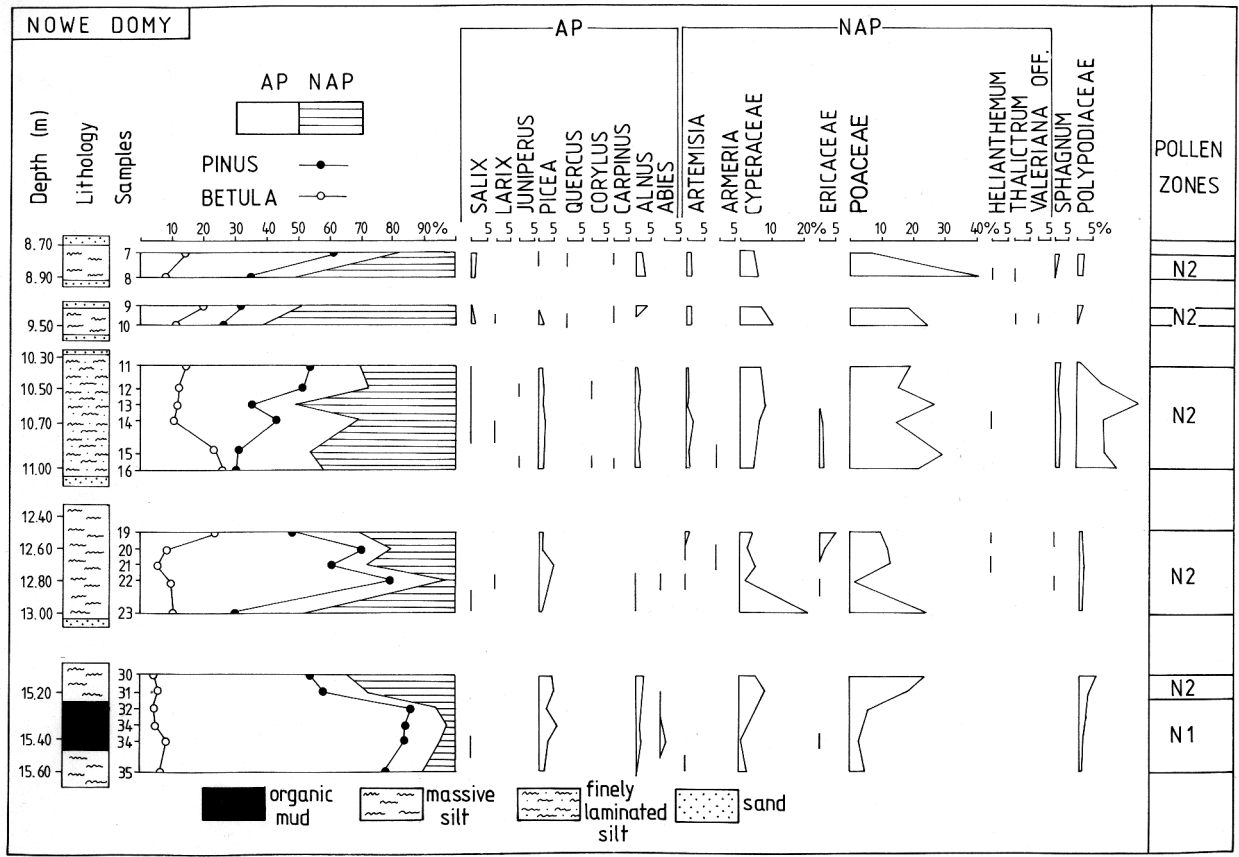 NOWE DOMY
AP
NAP
AP NAP
PINUS
BETULA
Depth (m)
Lithology
Samples
SALIX
LARIX
JUNIPERUS
PICEA
QUERCUS
CORYLUS
CARPINUS
ALNUS
ABIES
ARTEMISIA
ARMERIA
CYPERACEAE
ERICACEAE
POACEAE
HELIANTHEMUM
THALICTRUM
VALERIANA OFF.
SPHAGNUM
POLYPODIACEAE
POLLEN
ZONES
10 20 30 40 50 60 70 80 90% 5 5 5 5 5 5 5 5 5 5 5 5 10 20% 5 10 20 30 40% 5 5 5 5 5%
8.70
7
8.90
8
N2
9
9.50
10
N2
10.30
11
10.50
12
13
10.70
14
N2
15
11.00
16
12.40
19
12.60
20
21
12.80
22
N2
13.00
23
30
15.20
31
N2
32
34
15.40
34
N1
15.60
35
organic
mud
massive
silt
finely
laminated
silt
sand